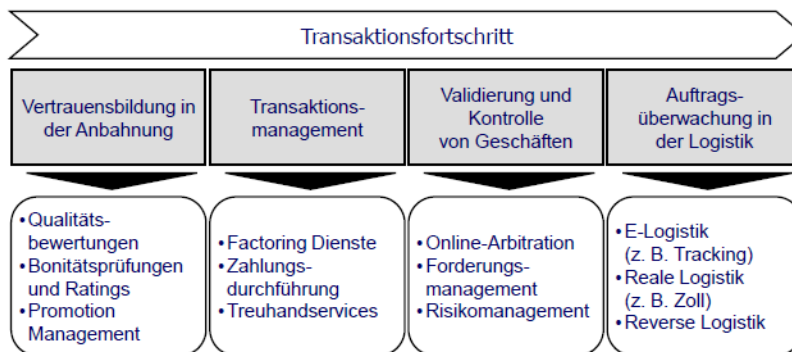 Transaktionsfortschritt
Vertrauensbildung in
der Anbahnung
Transaktions-
management
Validierung und
Kontrolle
von Geschäften
Auftrags-
überwachung in
der Logistik
•Qualitäts-
bewertungen
•Bonitätsprüfungen
und Ratings
•Promotion
Management
•Factoring Dienste
•Zahlungs-
durchführung
•Treuhandservices
•Online-Arbitration
•Forderungs-
management
•Risikomanagement
•E-Logistik
(z. B. Tracking)
•Reale Logistik
(z. B. Zoll)
•Reverse Logistik